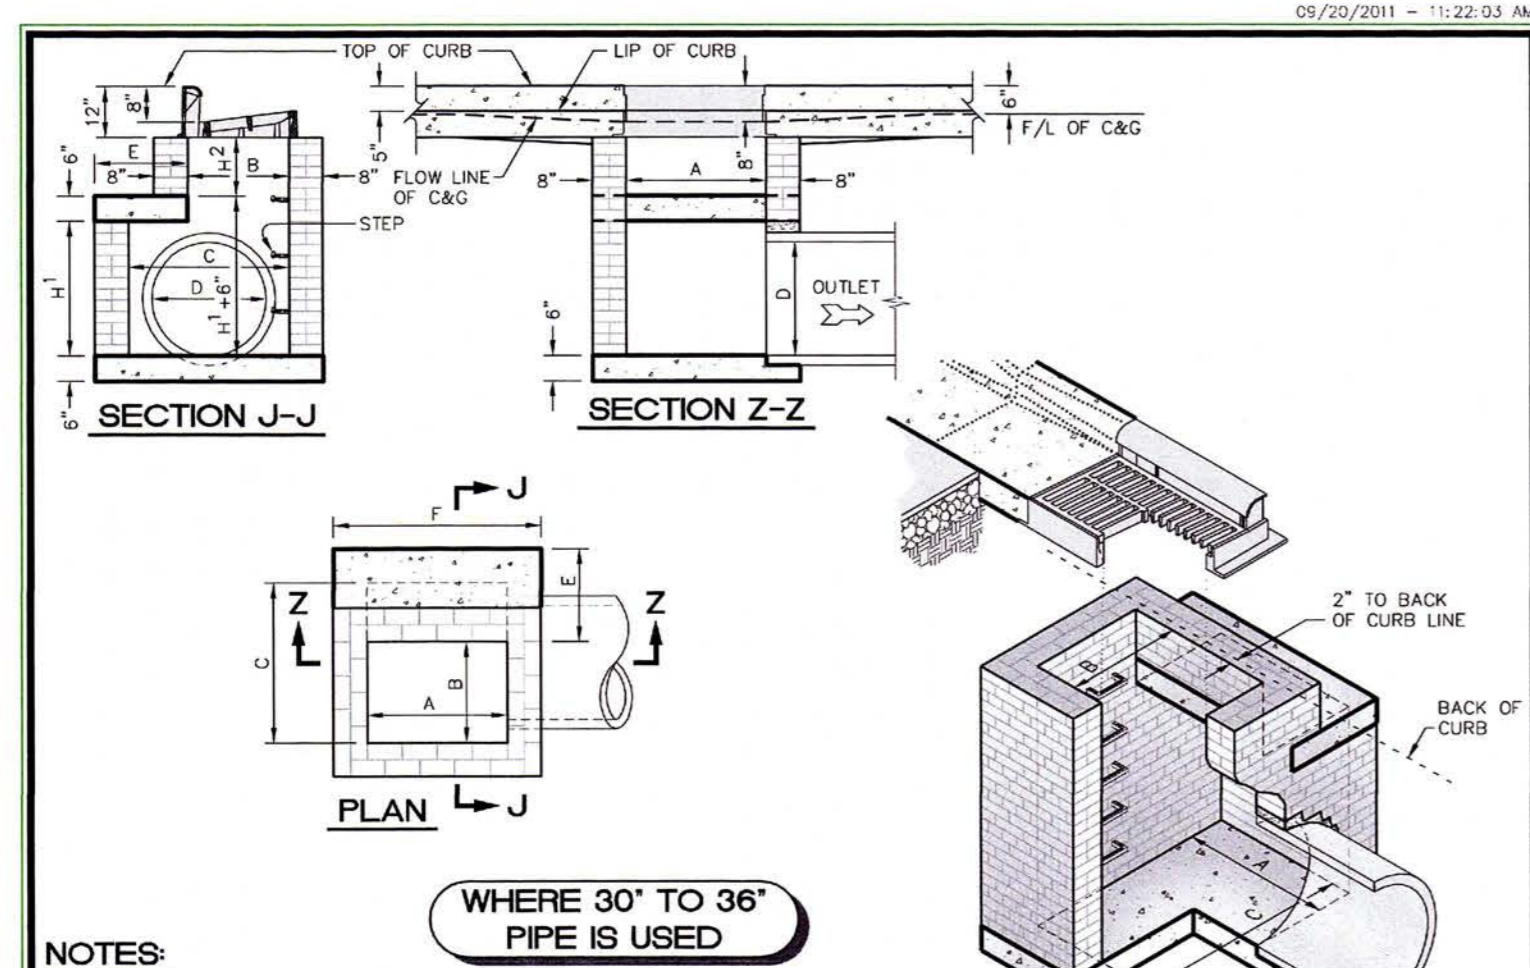 09/20/2011 - 11:22:03 AM
TOP OF CURB
LIP OF CURB
12"
8"
6"
E
8"
H2
B
8"
5"
FLOW LINE
OF C&G
8"
A
8"
8"
6"
F/L OF C&G
STEP
H1
C
D
H1+6"
6"
D
OUTLET
6"
SECTION J-J
SECTION Z-Z
J
F
E
Z
Z
C
B
A
PLAN
J
2" TO BACK
OF CURB LINE
B
BACK OF
CURB
A
C
WHERE 30" TO 36"
PIPE IS USED
NOTES: